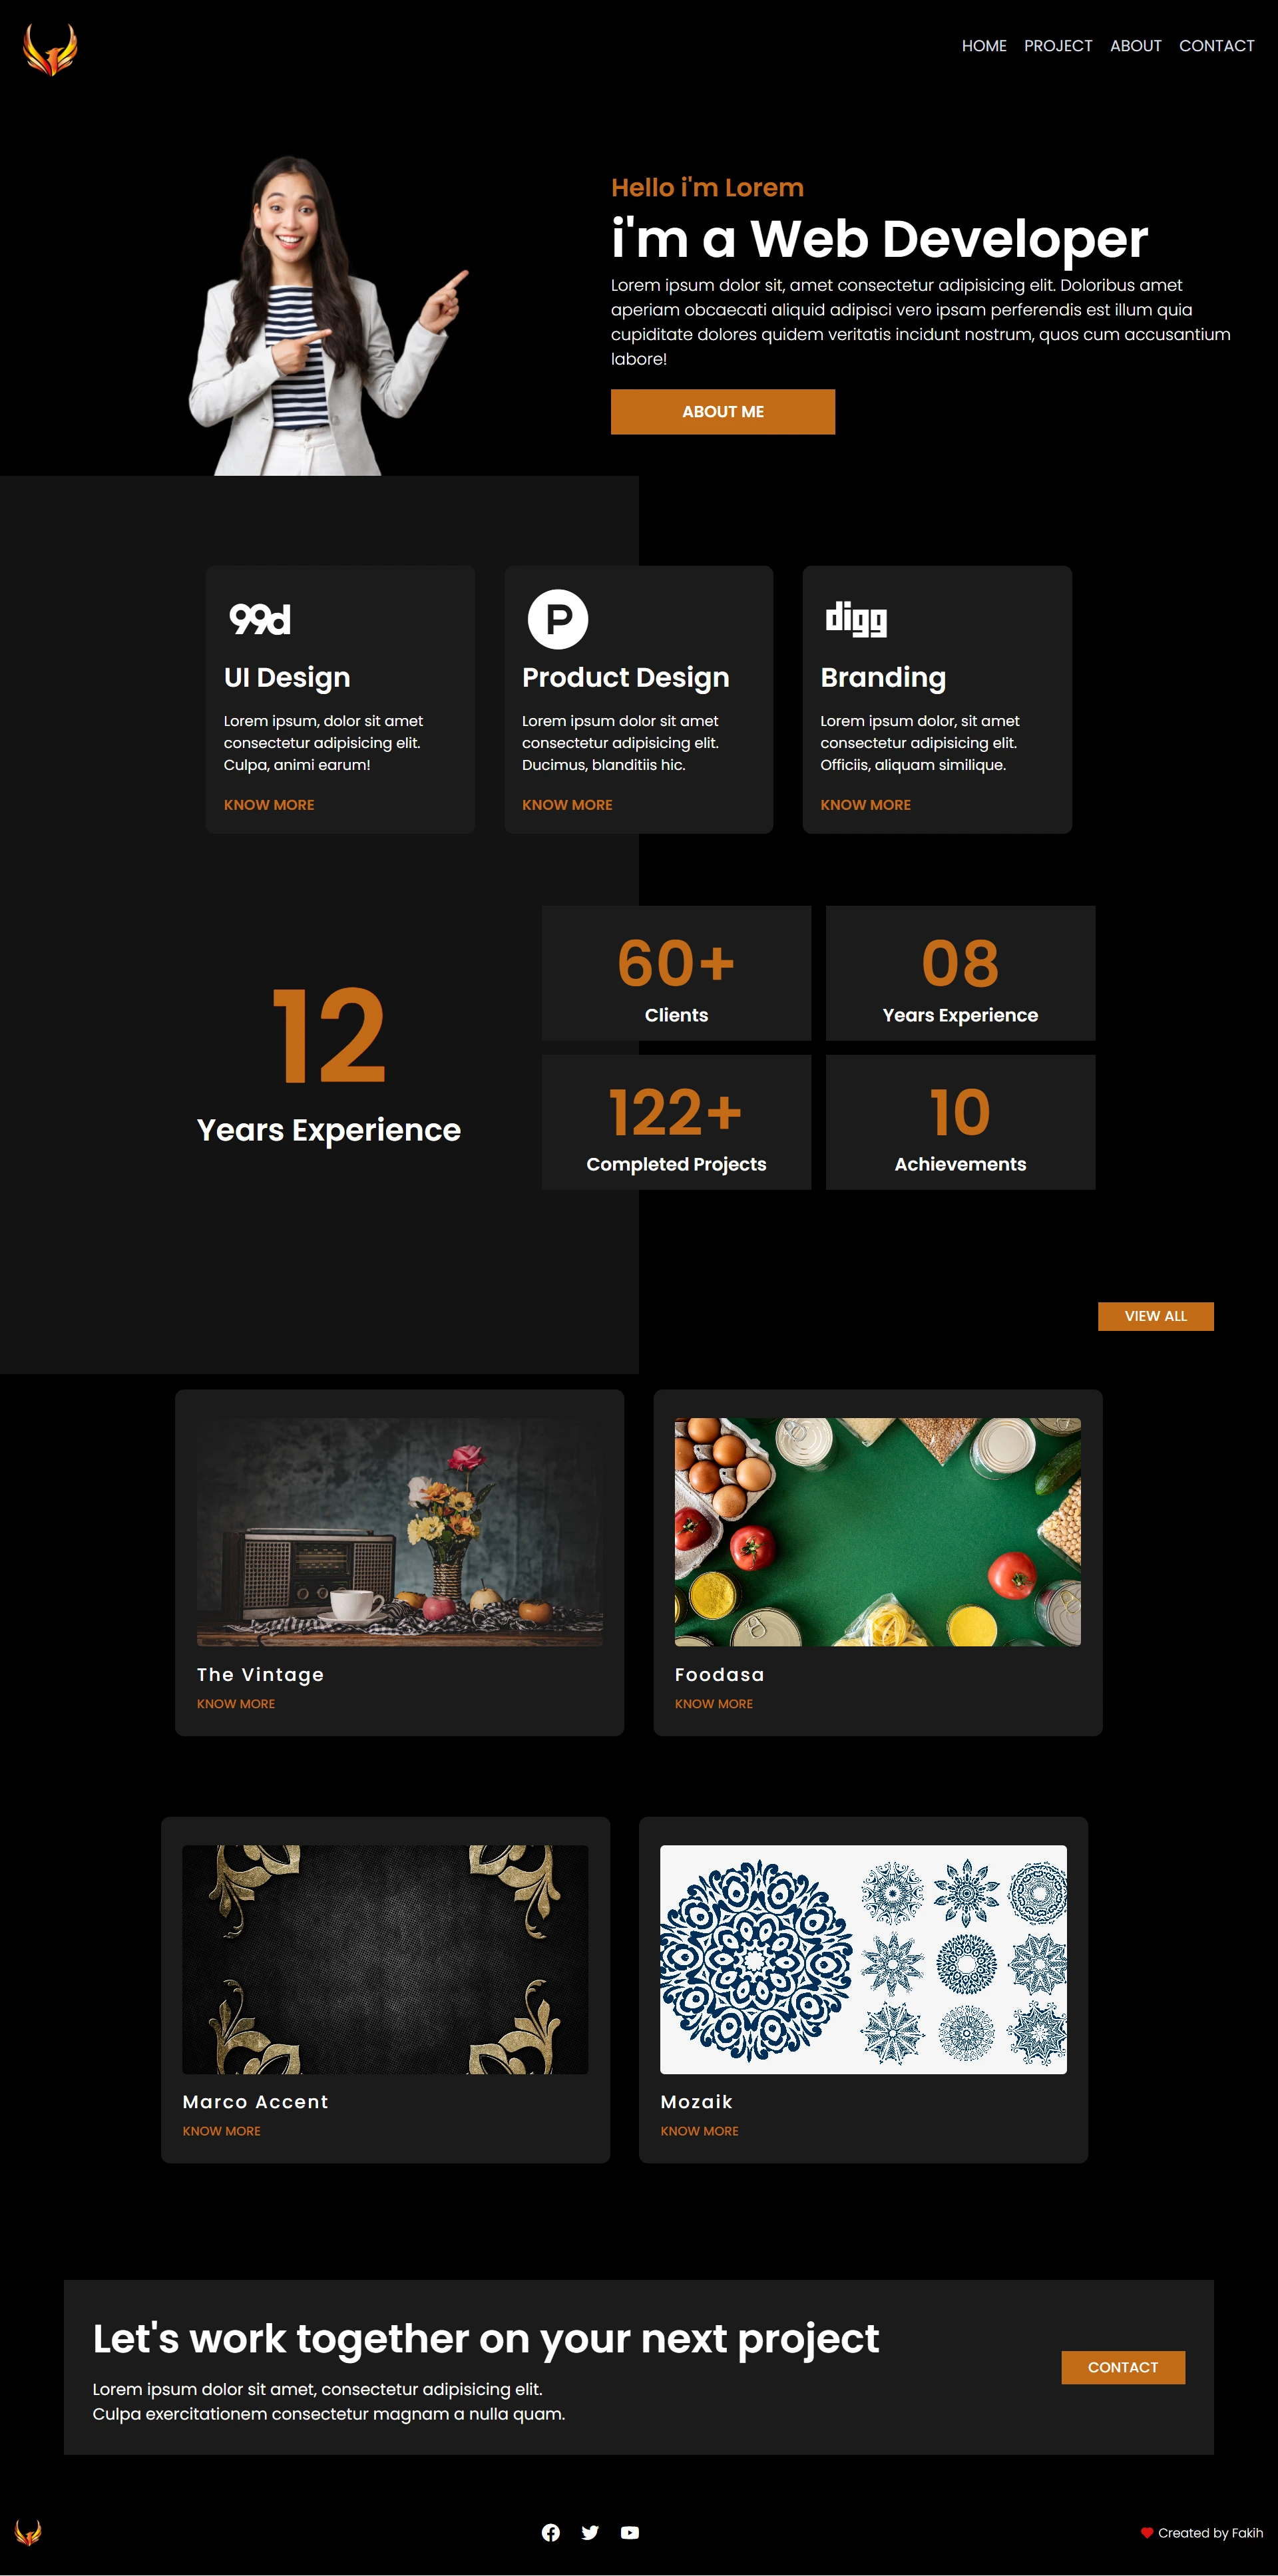 HOME PROJECT ABOUT CONTACT
Hello i'm Lorem
i'm a Web Developer
Lorem ipsum dolor sit, amet consectetur adipisicing elit. Doloribus amet
aperiam obcaecati aliquid adipisci vero ipsam perferendis est illum quia
cupiditate dolores quidem veritatis incidunt nostrum, quos cum accusantium
labore!
ABOUT ME
99d
UI Design
Lorem ipsum, dolor sit amet
consectetur adipisicing elit.
Culpa, animi earum!
KNOW MORE
P
Product Design
Lorem ipsum dolor sit amet
consectetur adipisicing elit.
Ducimus, blanditiis hic.
KNOW MORE
digg
Branding
Lorem ipsum dolor, sit amet
consectetur adipisicing elit.
Officiis, aliquam similique.
KNOW MORE
12
Years Experience
60+
Clients
08
Years Experience
122+
Completed Projects
10
Achievements
VIEW ALL
The Vintage
KNOW MORE
Foodasa
KNOW MORE
Marco Accent
KNOW MORE
Mozaik
KNOW MORE
Let's work together on your next project
Lorem ipsum dolor sit amet, consectetur adipisicing elit.
Culpa exercitationem consectetur magnam a nulla quam.
CONTACT
Created by Fakih